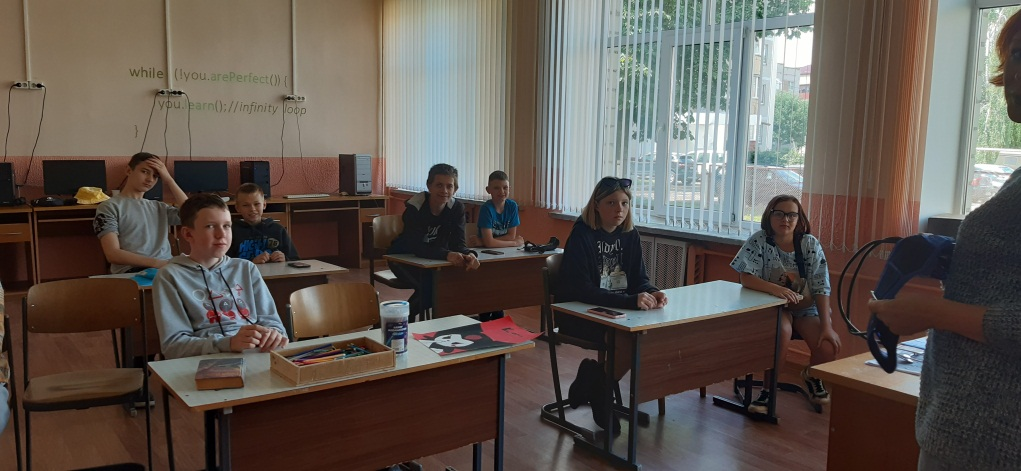 while (!you.arePerfect()) {
you.learn();//infinity loop
}